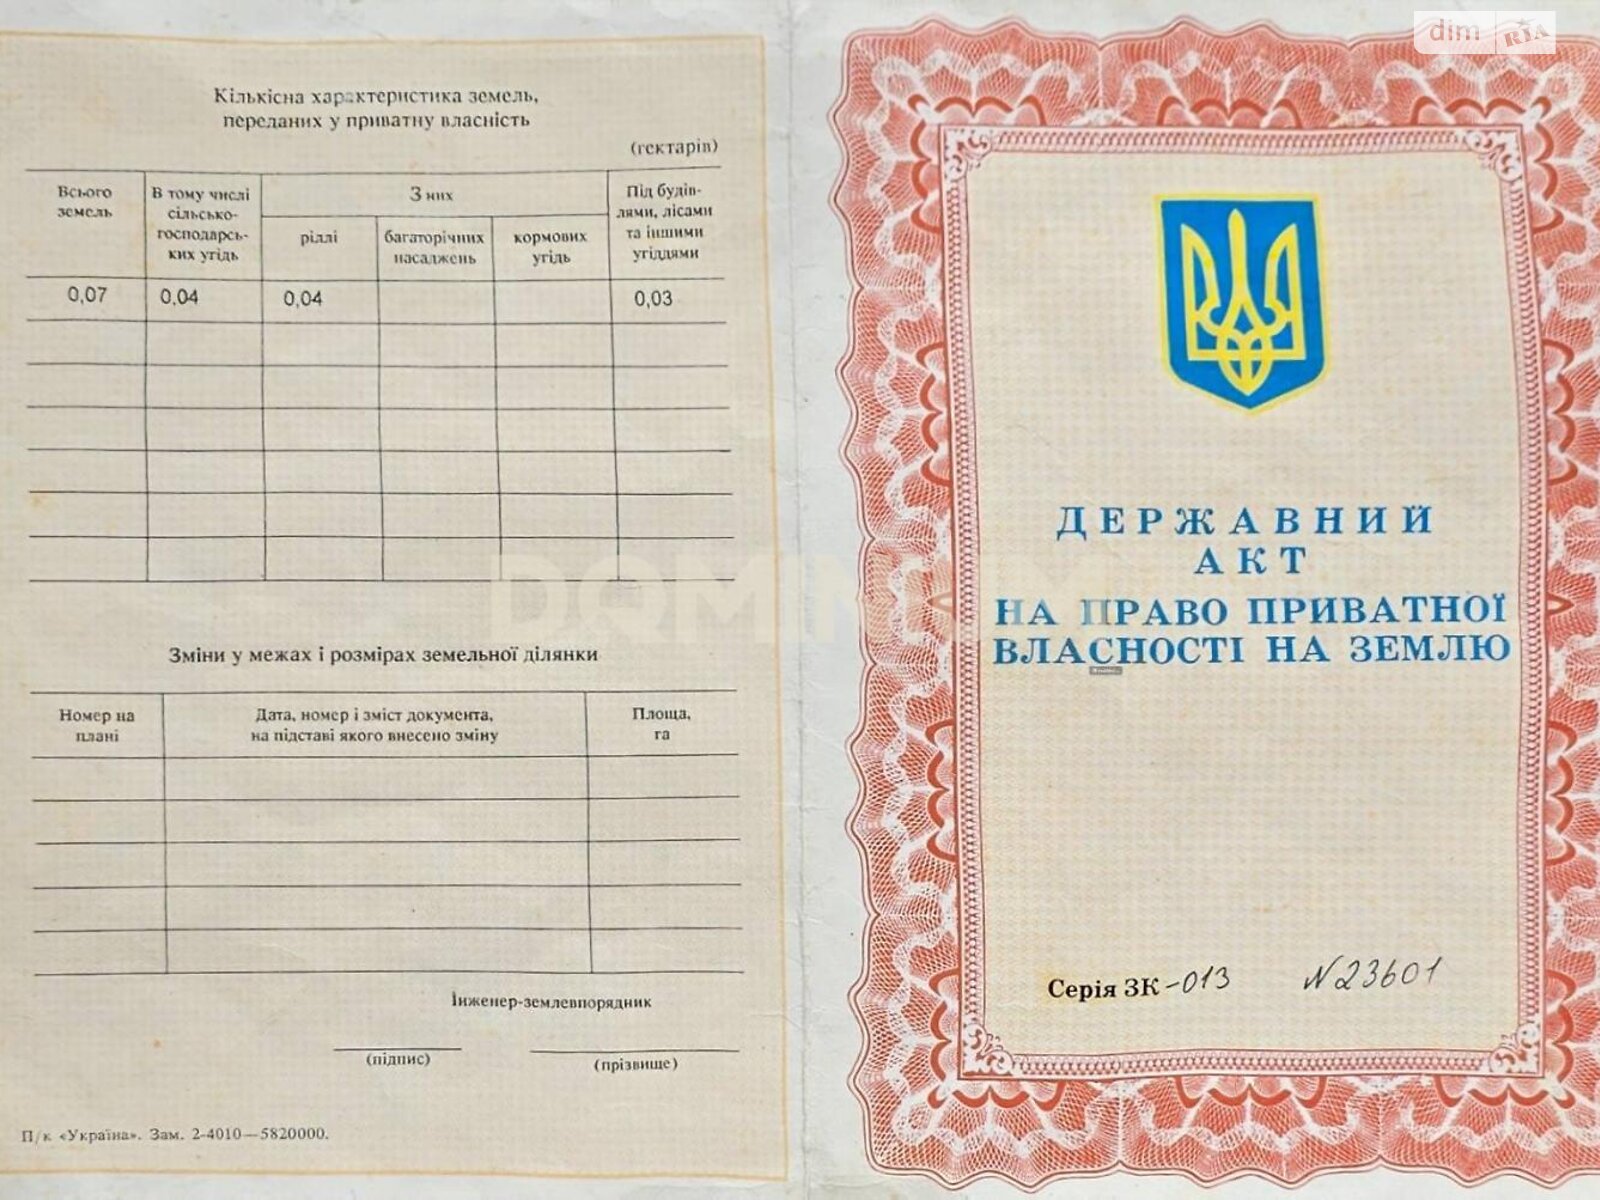 dim RIA
Кількісна характеристика земель,
переданих у приватну власність
(гектарів)
Всього
земель
В тому числі
сільсько-
господарсь-
ких угідь
З них
ріллі
багаторічних
насаджень
кормових
угідь
Під будів-
лями, лісами
та іншими
угіддями
0,07 0,04 0,04 0,03
Зміни у межах і розмірах земельної ділянки
Номер на
плані
Дата, номер і зміст документа,
на підставі якого внесено зміну
Площа,
га
Інженер-землевпорядник
(підпис) (прізвище)
П/к «Україна». Зам. 2-4010—5820000.
ДЕРЖАВНИЙ
АКТ
НА ПРАВО ПРИВАТНОЇ
ВЛАСНОСТІ НА ЗЕМЛЮ
Серія ЗК-013 №23601